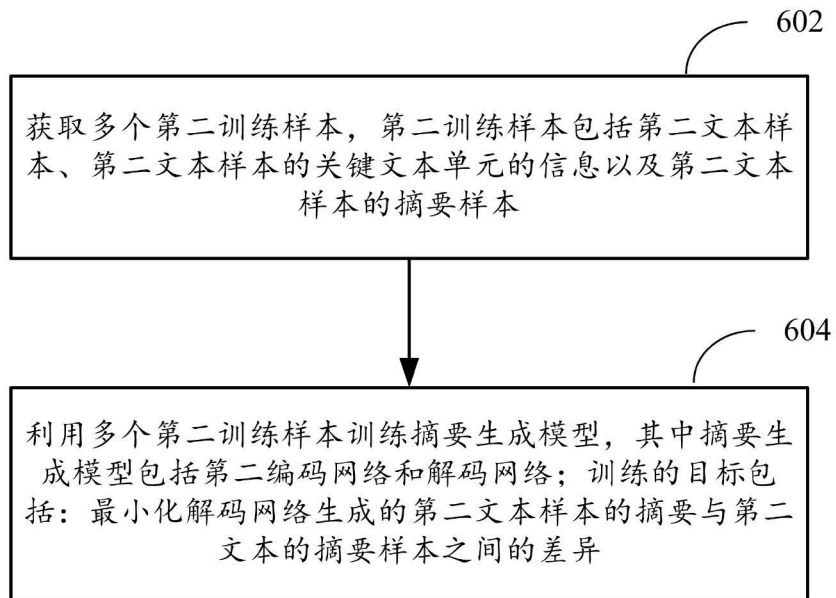 602
获取多个第二训练样本，第二训练样本包括第二文本样
本、第二文本样本的关键文本单元的信息以及第二文本
样本的摘要样本
604
利用多个第二训练样本训练摘要生成模型，其中摘要生
成模型包括第二编码网络和解码网络；训练的目标包
括：最小化解码网络生成的第二文本样本的摘要与第二
文本的摘要样本之间的差异